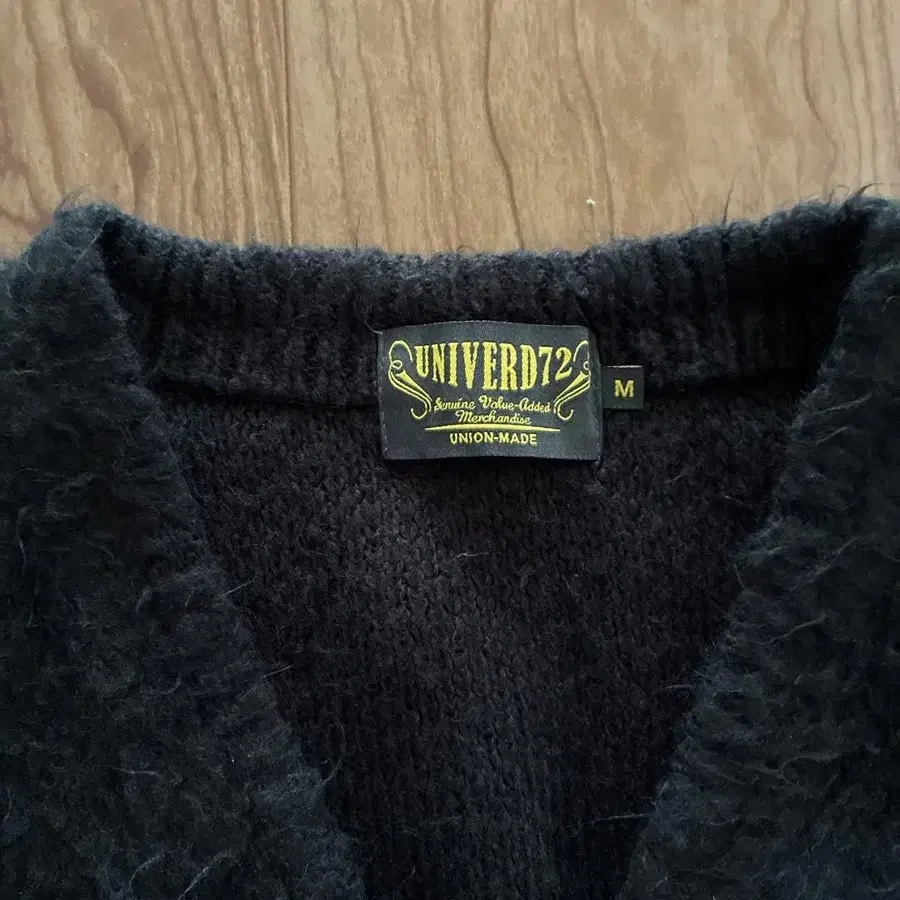 UNIVERD72
Genuine Value-Added
Merchandise
UNION-MADE
M